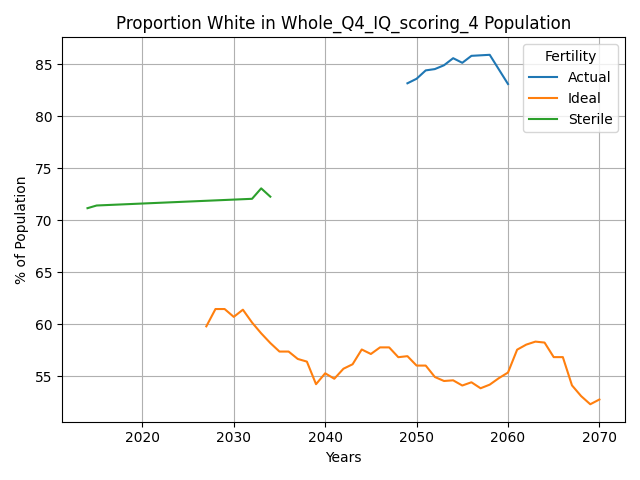 Proportion White in Whole_Q4_IQ_scoring_4 Population
% of Population
85
80
75
70
65
60
55
Fertility
Actual
Ideal
Sterile
2020 2030 2040 2050 2060 2070
Years